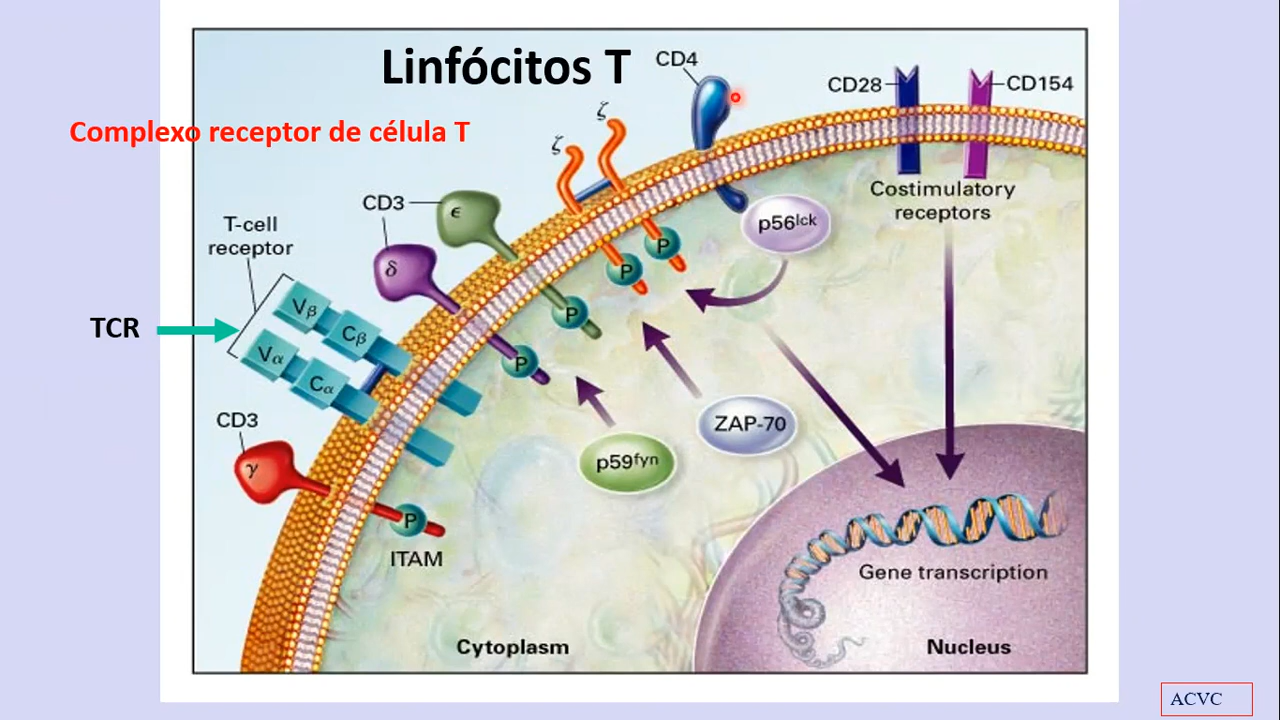 Linfócitos T
CD4
CD28
CD154
Complexo receptor de célula T
ζ
ζ
CD3
ε
Costimulatory
receptors
p56lck
T-cell
receptor
δ
P
P
P
Vβ
Cβ
TCR
Vα
Cα
P
CD3
γ
ZAP-70
p59fyn
P
ITAM
Gene transcription
Cytoplasm
Nucleus
ACVC